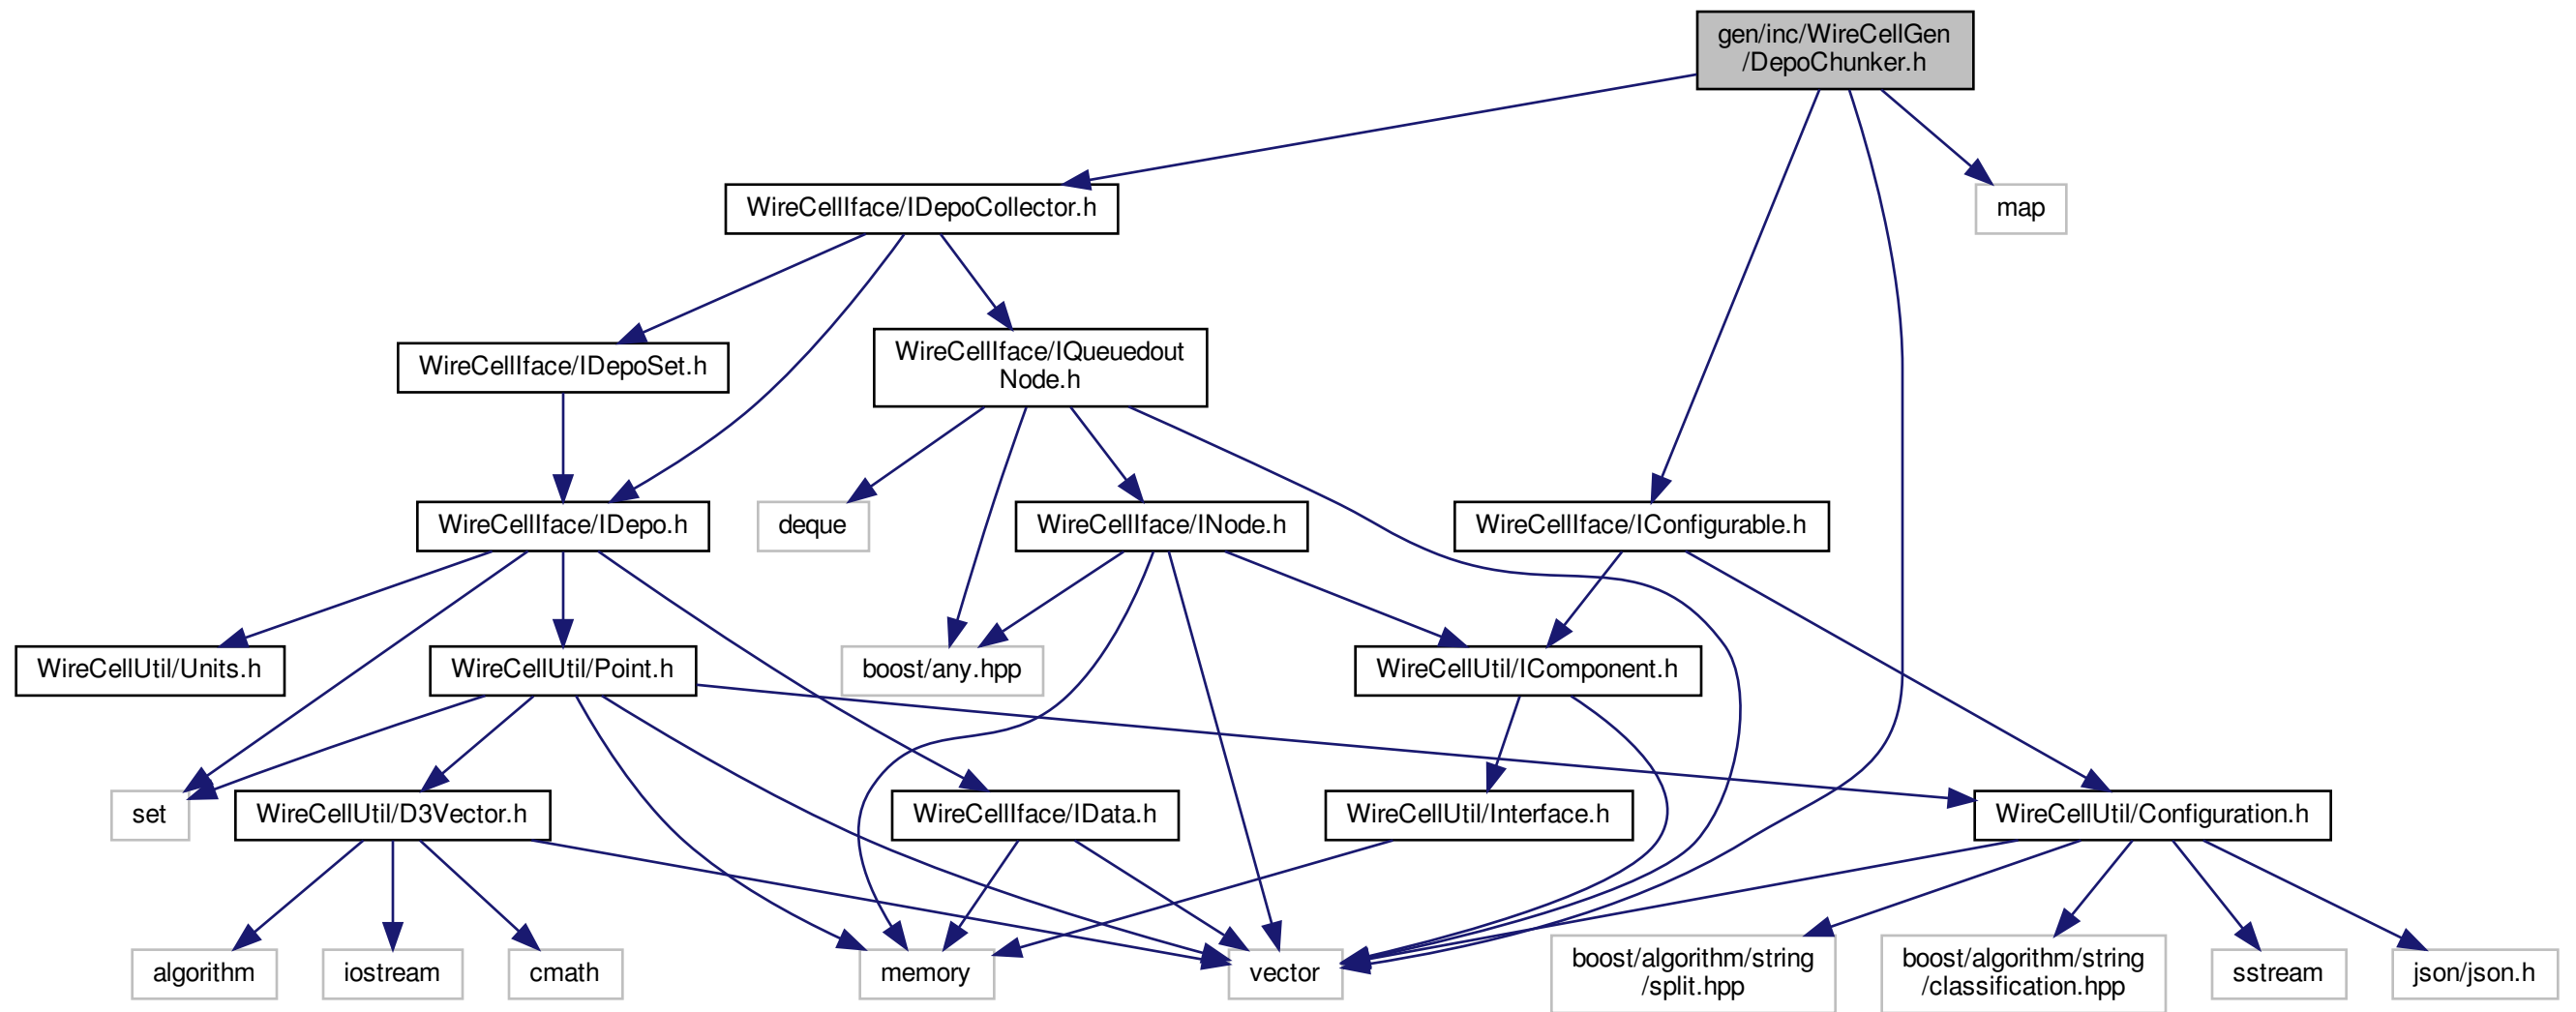 gen/inc/WireCellGen
/DepoChunker.h
WireCellIface/IDepoCollector.h
map
WireCellIface/IDepoSet.h
WireCellIface/IQueuedout
Node.h
WireCellIface/IDepo.h
deque
WireCellIface/INode.h
WireCellIface/IConfigurable.h
WireCellUtil/Units.h
WireCellUtil/Point.h
boost/any.hpp
WireCellUtil/IComponent.h
set
WireCellUtil/D3Vector.h
WireCellIface/IData.h
WireCellUtil/Interface.h
WireCellUtil/Configuration.h
algorithm
iostream
cmath
memory
vector
boost/algorithm/string
/split.hpp
boost/algorithm/string
/classification.hpp
sstream
json/json.h